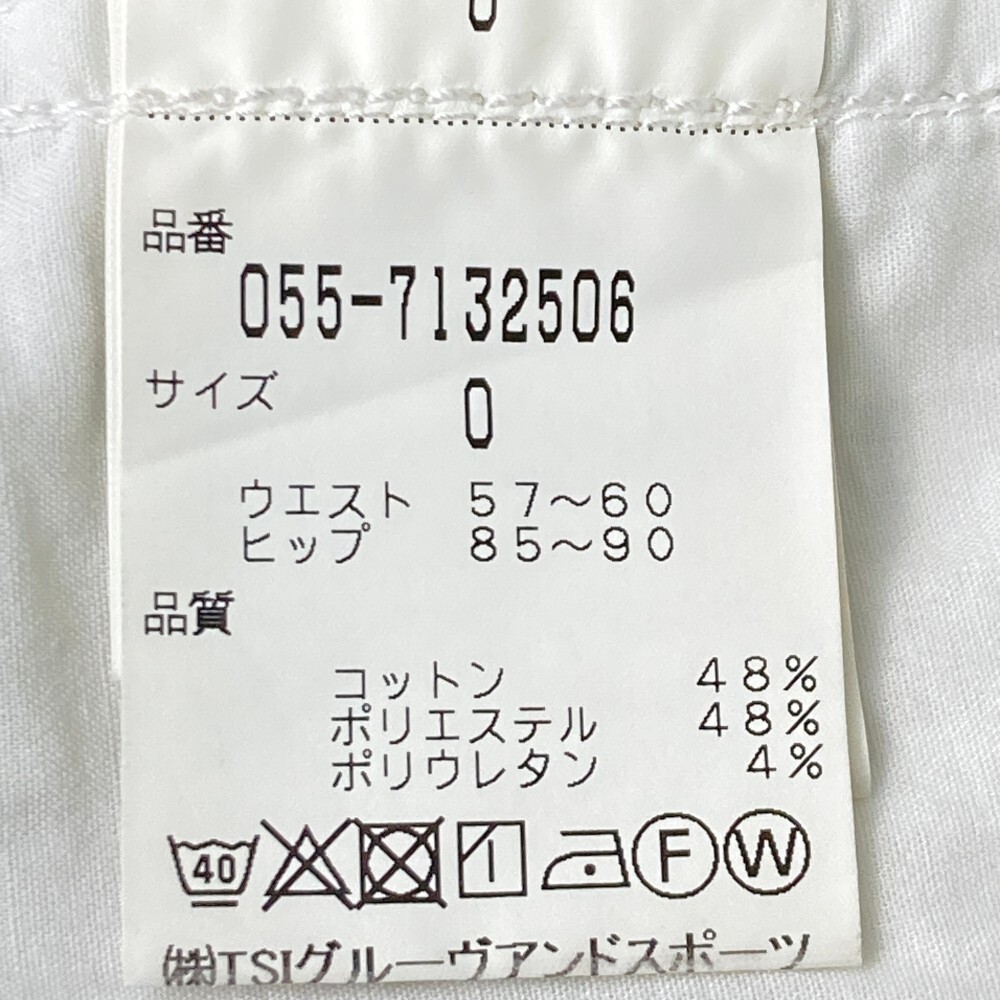 0
品番
055-7132506
サイズ
0
ウエスト 57～60
ヒップ 85～90
品質
コットン 48%
ポリエステル 48%
ポリウレタン 4%
40 F W
㈱TSIグルーヴアンドスポーツ